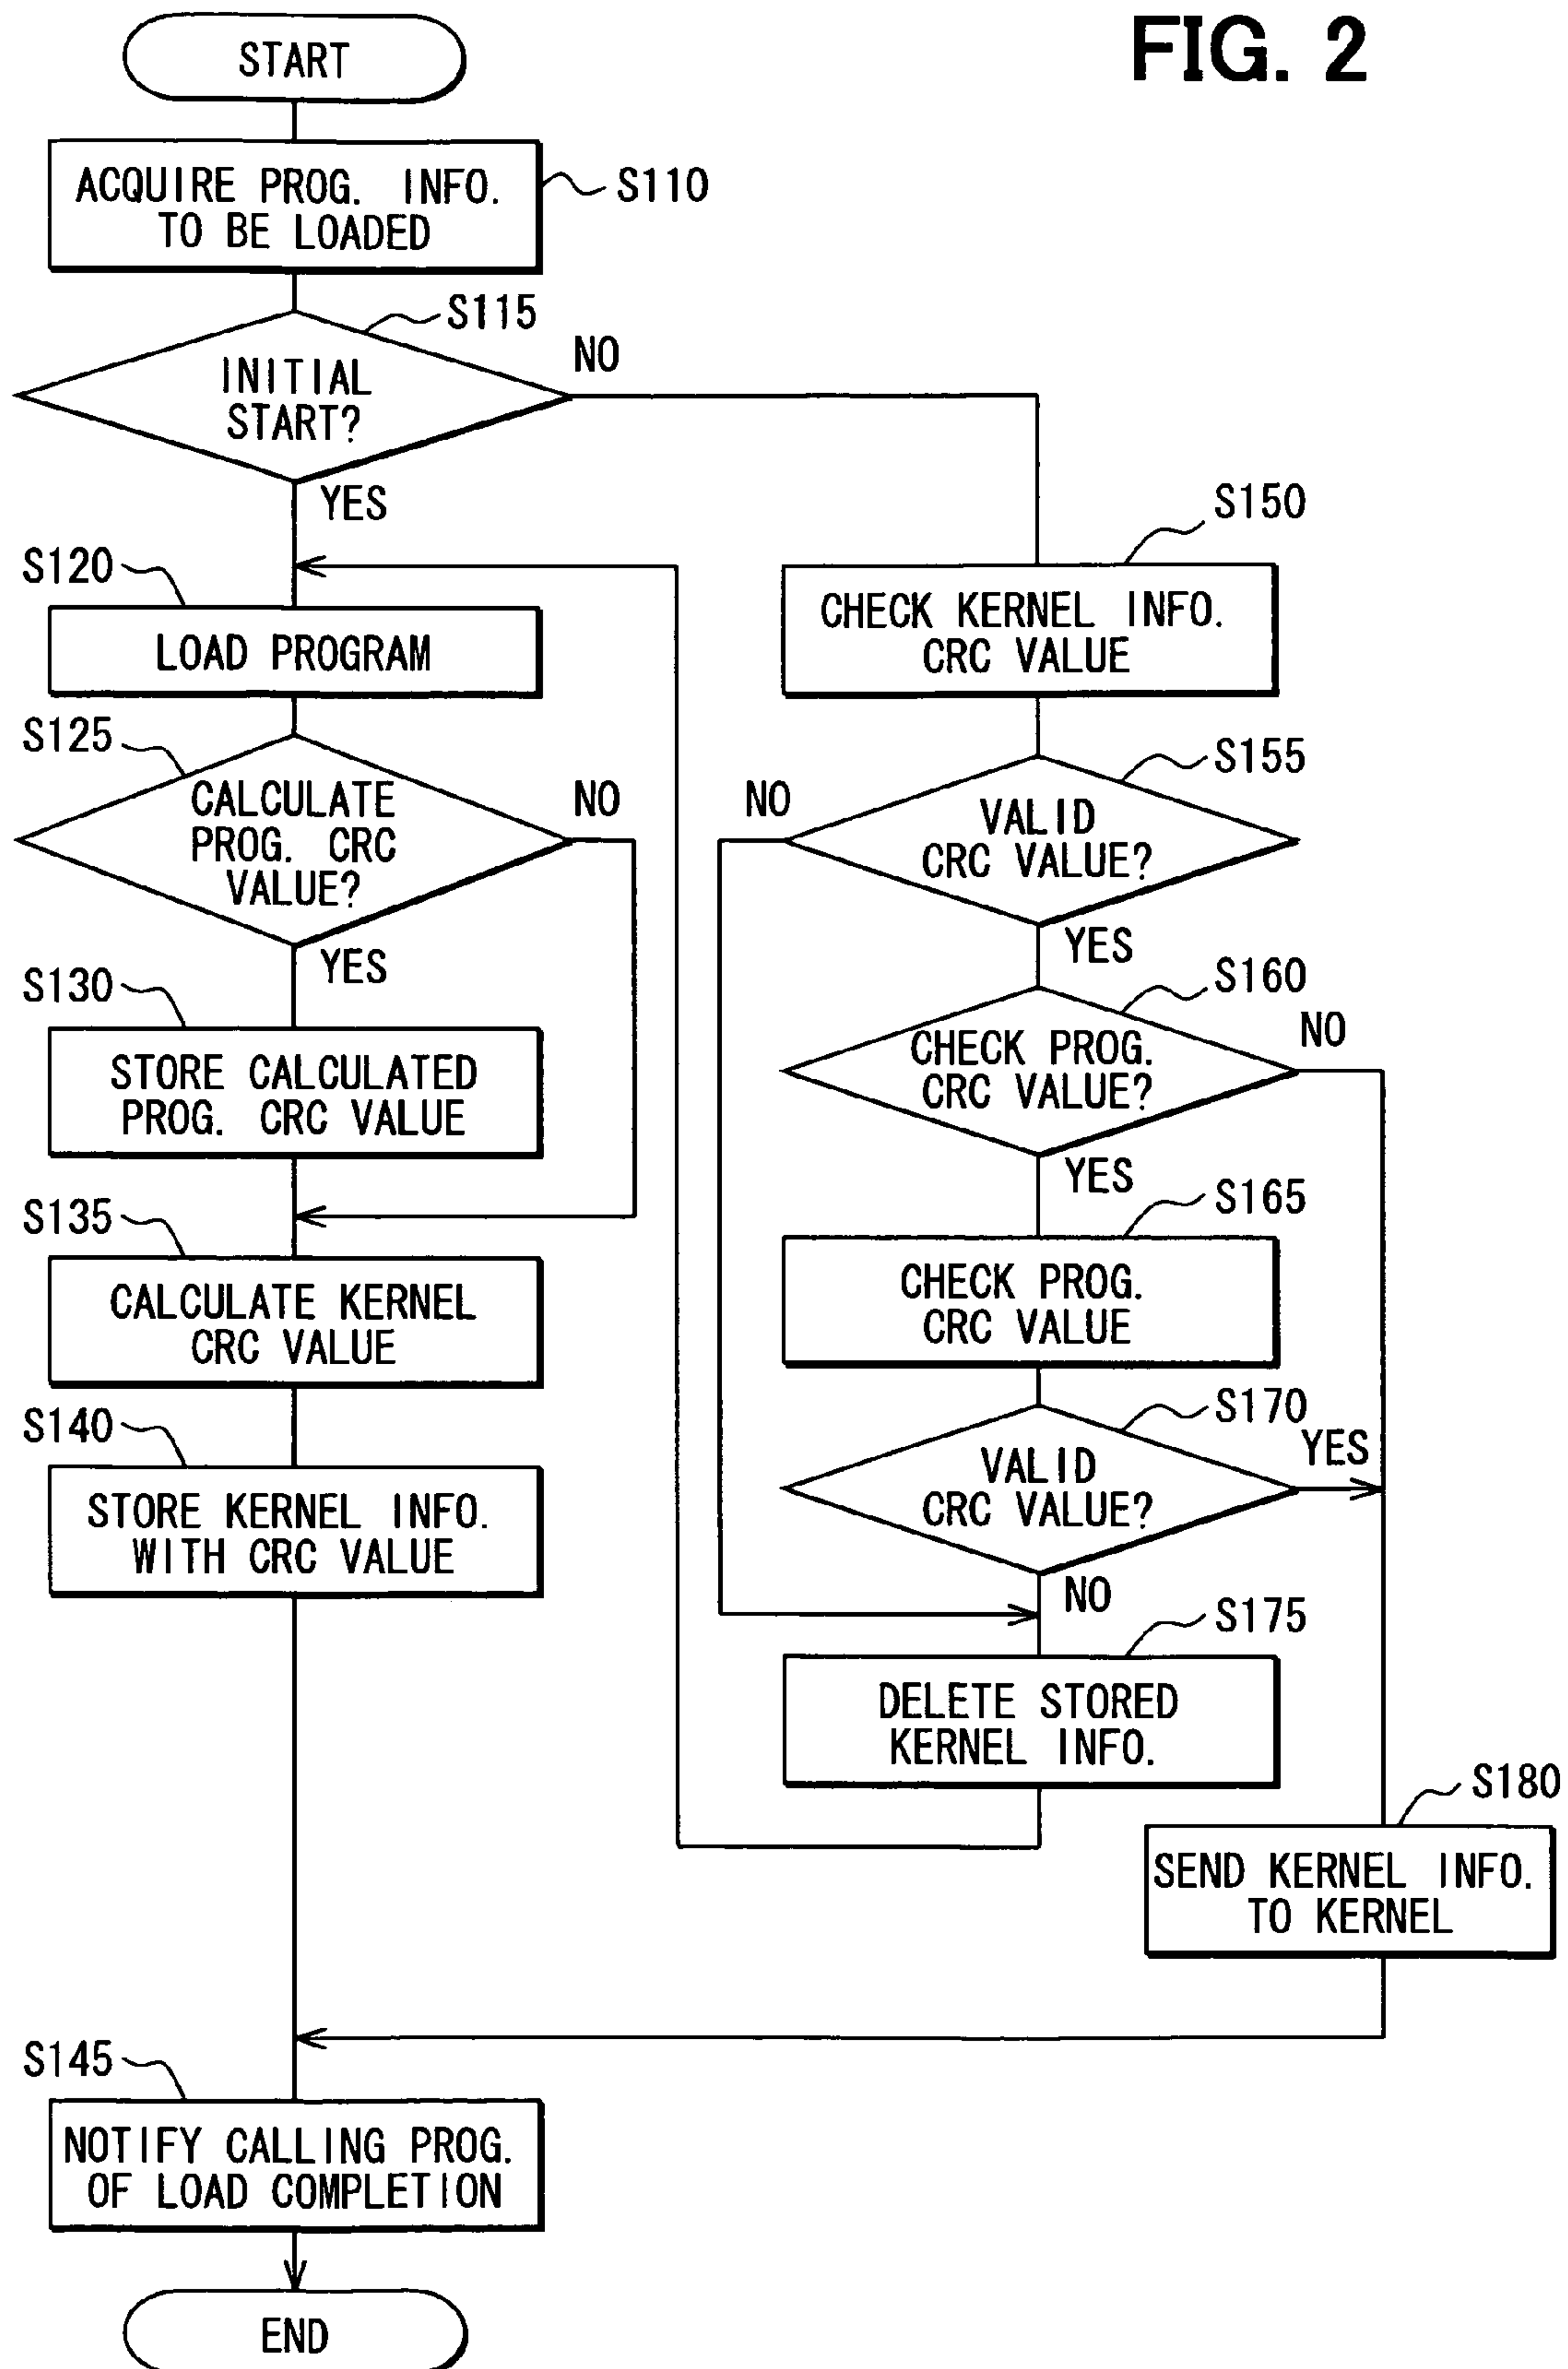 FIG. 2
START
ACQUIRE PROG. INFO.
TO BE LOADED
S110
S115
INITIAL
START?
NO
YES
S120
LOAD PROGRAM
S125
CALCULATE
PROG. CRC
VALUE?
NO
YES
S130
STORE CALCULATED
PROG. CRC VALUE
S135
CALCULATE KERNEL
CRC VALUE
S140
STORE KERNEL INFO.
WITH CRC VALUE
S150
CHECK KERNEL INFO.
CRC VALUE
S155
VALID
CRC VALUE?
NO
YES
S160
CHECK PROG.
CRC VALUE?
NO
YES
S165
CHECK PROG.
CRC VALUE
S170
VALID
CRC VALUE?
YES
NO
S175
DELETE STORED
KERNEL INFO.
S180
SEND KERNEL INFO.
TO KERNEL
S145
NOTIFY CALLING PROG.
OF LOAD COMPLETION
END